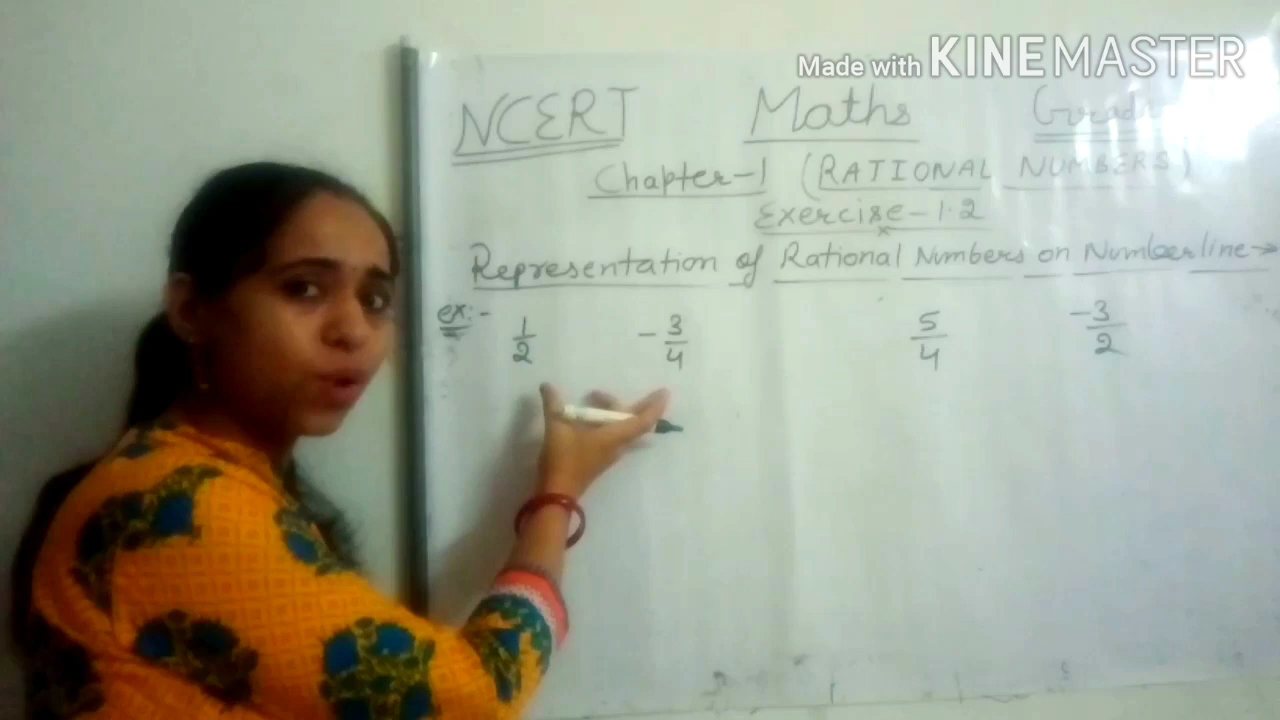 Made with KINEMASTER
NCERT Maths
Chapter-1 (RATIONAL NUMBERS)
Exercise-1.2
Representation of Rational Numbers on Numberline→
ex:- 1/2 -3/4 5/4 -3/2